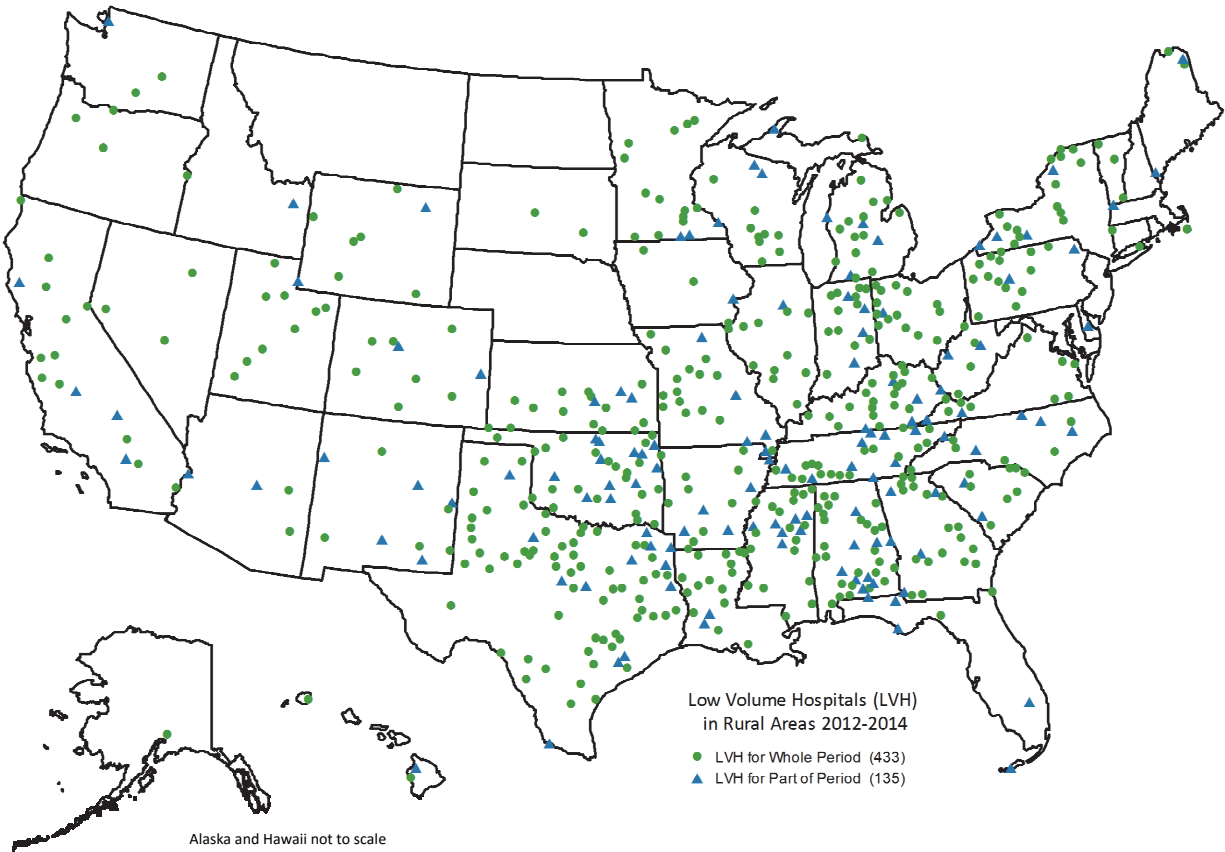 Low Volume Hospitals (LVH)
in Rural Areas 2012-2014
LVH for Whole Period (433)
LVH for Part of Period (135)
Alaska and Hawaii not to scale